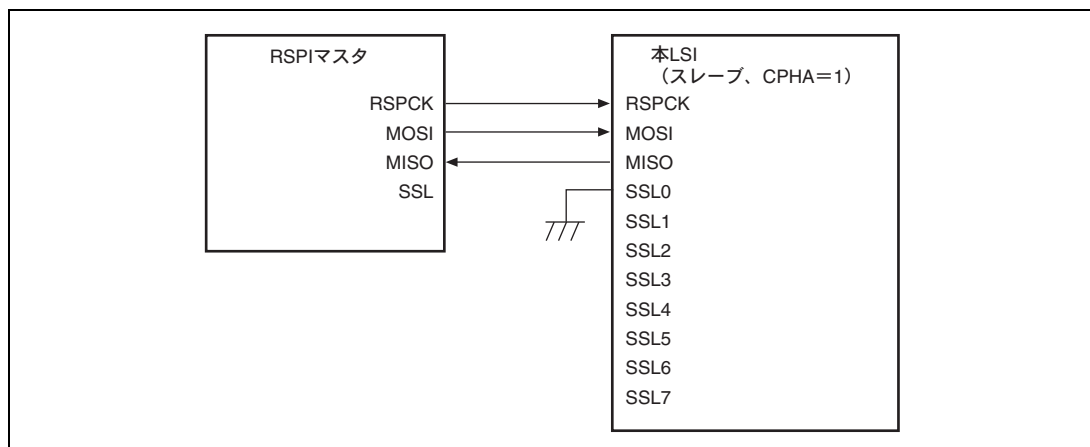 RSPIマスタ
RSPCK
MOSI
MISO
SSL
本LSI
（スレーブ、CPHA＝1）
RSPCK
MOSI
MISO
SSL0
SSL1
SSL2
SSL3
SSL4
SSL5
SSL6
SSL7